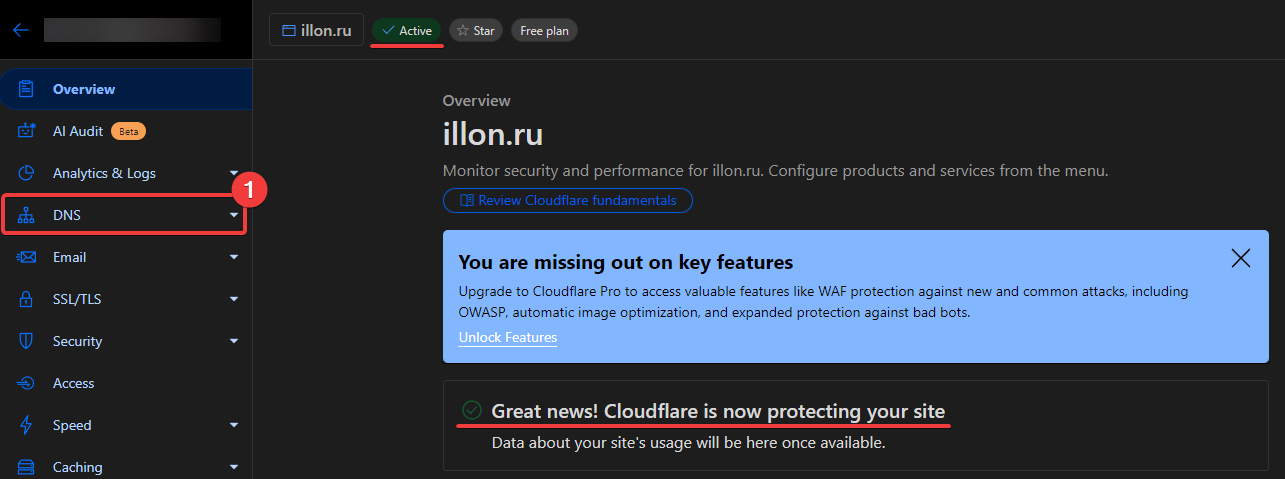 illon.ru
Active
Star
Free plan
Overview
AI Audit Beta
Analytics & Logs
1
DNS
Email
SSL/TLS
Security
Access
Speed
Caching
Overview
illon.ru
Monitor security and performance for illon.ru. Configure products and services from the menu.
Review Cloudflare fundamentals
You are missing out on key features
Upgrade to Cloudflare Pro to access valuable features like WAF protection against new and common attacks, including
OWASP, automatic image optimization, and expanded protection against bad bots.
Unlock Features
Great news! Cloudflare is now protecting your site
Data about your site's usage will be here once available.